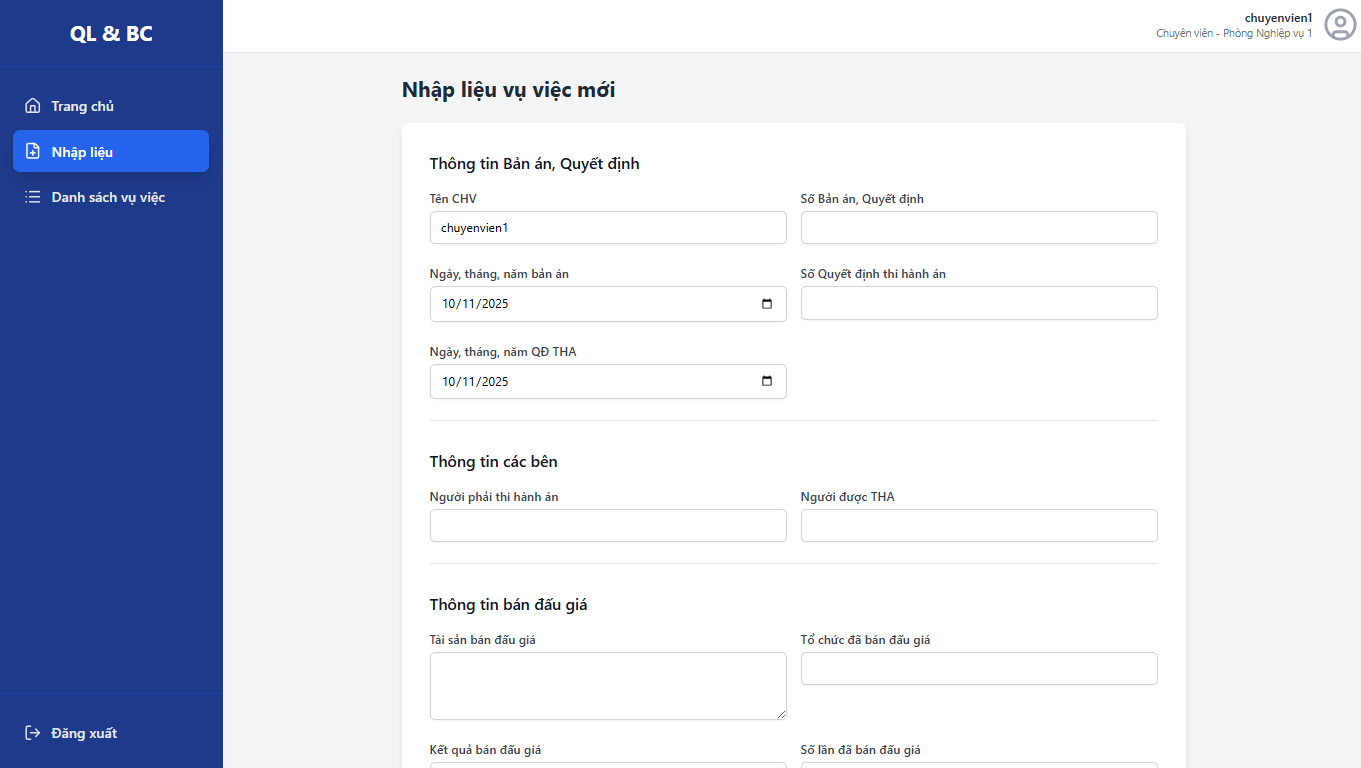 QL & BC
chuyenvien1
Chuyên viên - Phòng Nghiệp vụ 1
Trang chủ
Nhập liệu
Danh sách vụ việc
Đăng xuất
Nhập liệu vụ việc mới
Thông tin Bản án, Quyết định
Tên CHV
Số Bản án, Quyết định
chuyenvien1
Ngày, tháng, năm bản án
Số Quyết định thi hành án
10/11/2025
Ngày, tháng, năm QĐ THA
10/11/2025
Thông tin các bên
Người phải thi hành án
Người được THA
Thông tin bán đấu giá
Tài sản bán đấu giá
Tổ chức đã bán đấu giá
Kết quả bán đấu giá
Số lần đã bán đấu giá